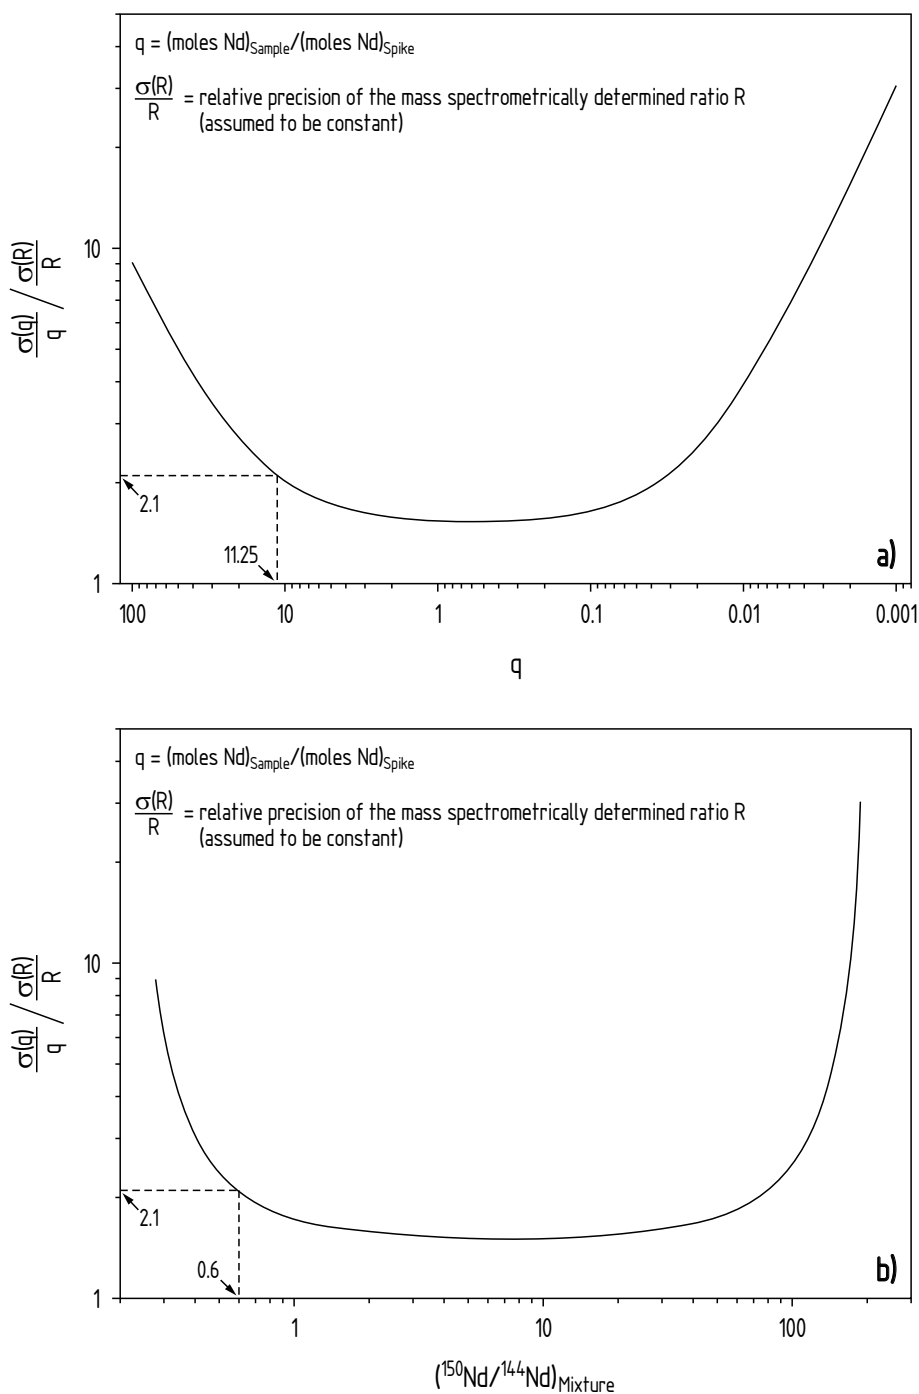 q = (moles Nd)Sample/(moles Nd)Spike
σ(R)/R = relative precision of the mass spectrometrically determined ratio R
(assumed to be constant)
σ(q)/q / σ(R)/R
10
1
2.1
11.25
a)
100 10 1 0.1 0.01 0.001
q
q = (moles Nd)Sample/(moles Nd)Spike
σ(R)/R = relative precision of the mass spectrometrically determined ratio R
(assumed to be constant)
σ(q)/q / σ(R)/R
10
1
2.1
0.6
b)
1 10 100
(¹⁵⁰Nd/¹⁴⁴Nd)Mixture